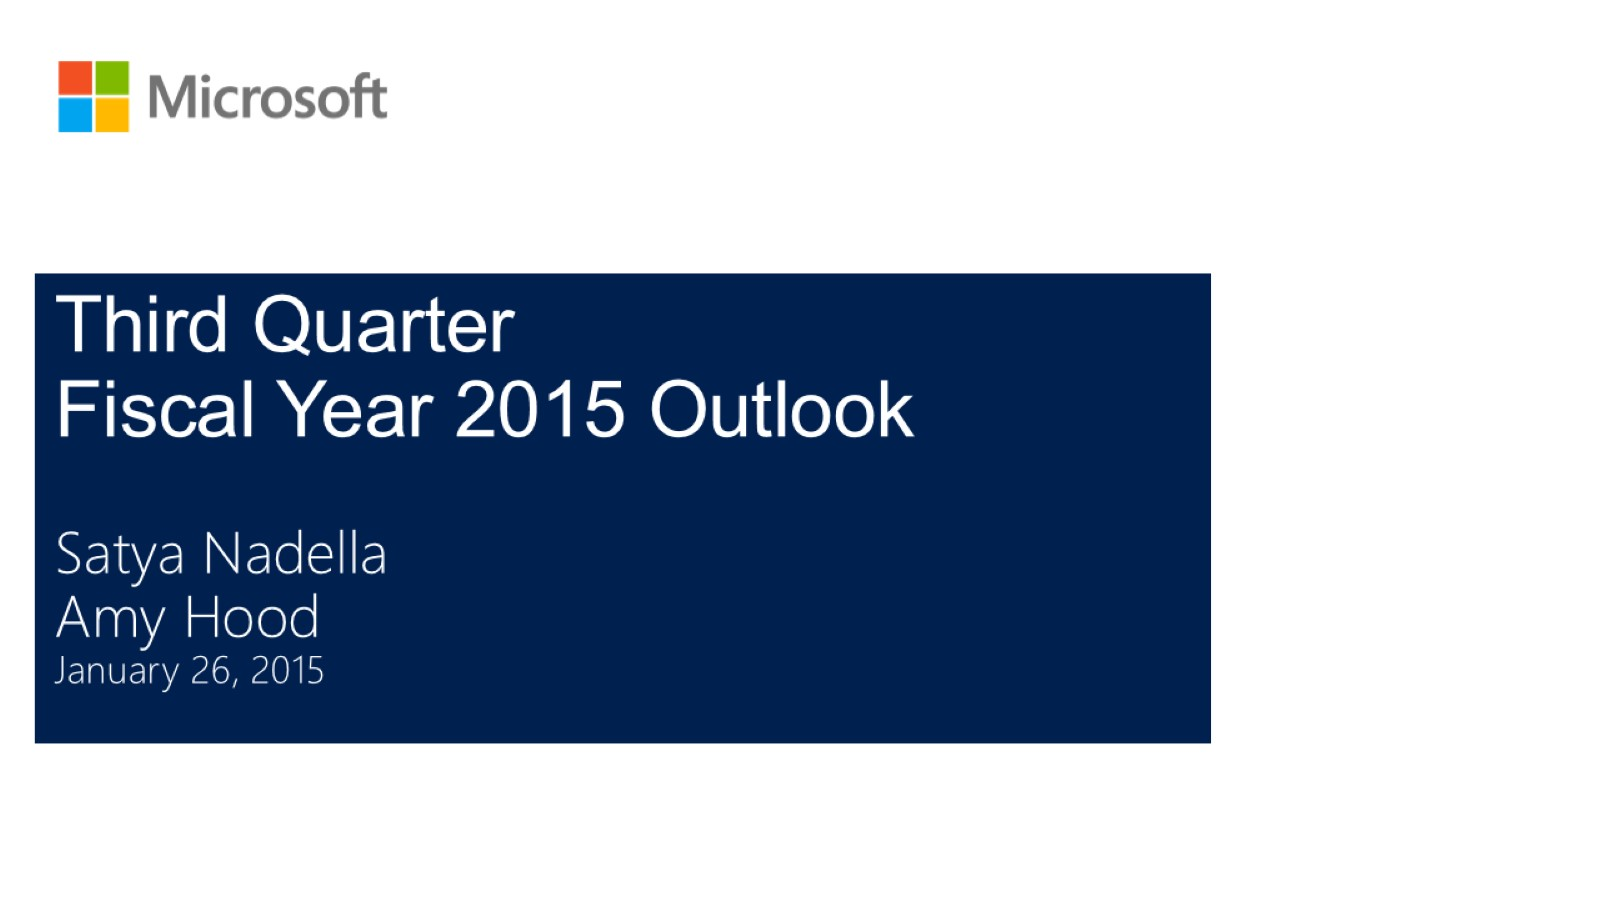 Microsoft
Third Quarter
Fiscal Year 2015 Outlook
Satya Nadella
Amy Hood
January 26, 2015